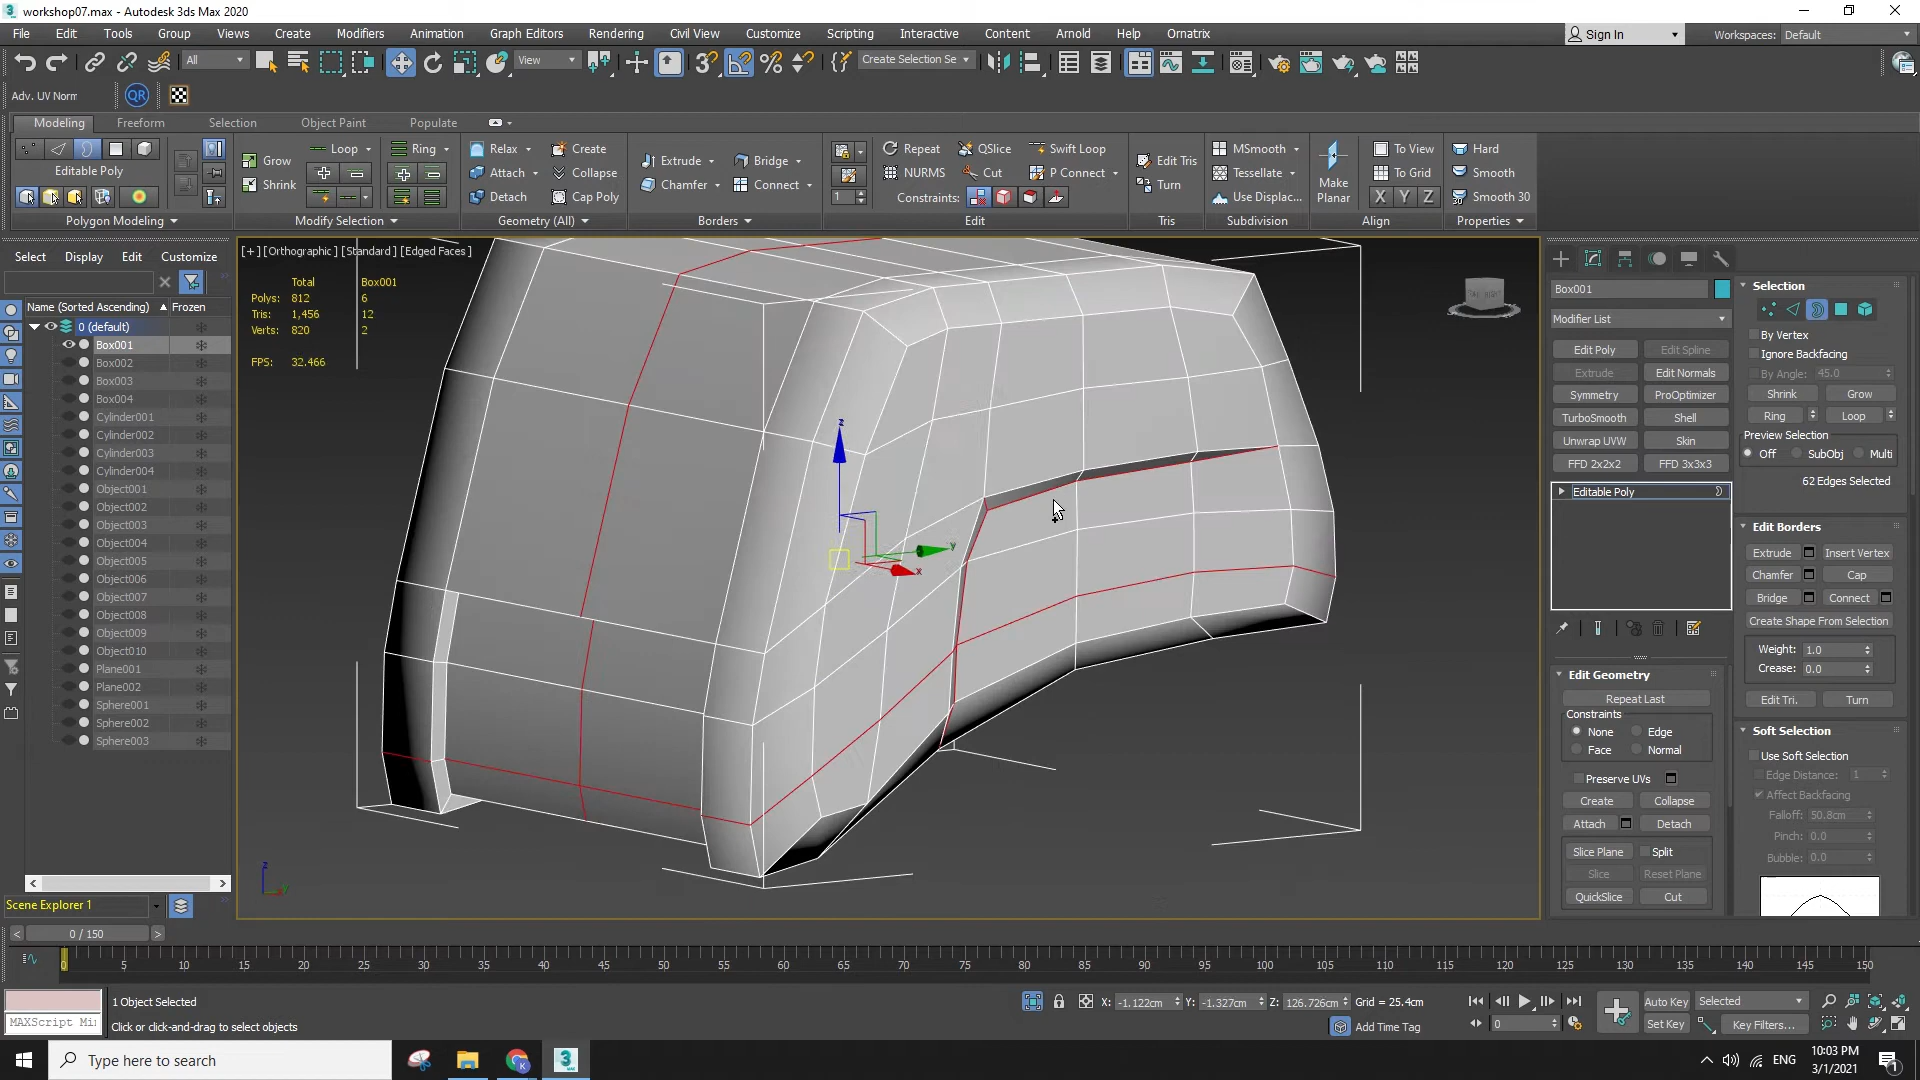 workshop07.max - Autodesk 3ds Max 2020
File Edit Tools Group Views Create Modifiers Animation Graph Editors Rendering Civil View Customize Scripting Interactive Content Arnold Help Ornatrix Sign In Workspaces: Default
All View Create Selection Se
Adv. UV Norm QR
Modeling Freeform Selection Object Paint Populate
Loop Ring Relax Create Repeat QSlice Swift Loop MSmooth To View Hard
Grow Extrude Bridge Edit Tris
Editable Poly Attach Collapse NURMS Cut P Connect Tessellate To Grid Smooth
Shrink Chamfer Connect Turn Make Planar
Detach Cap Poly 1 Constraints: Use Displac... X Y Z Smooth 30
Polygon Modeling Modify Selection Geometry (All) Borders Edit Tris Subdivision Align Properties
Select Display Edit Customize
Name (Sorted Ascending) Frozen
0 (default)
Box001
Box002
Box003
Box004
Cylinder001
Cylinder002
Cylinder003
Cylinder004
Object001
Object002
Object003
Object004
Object005
Object006
Object007
Object008
Object009
Object010
Plane001
Plane002
Sphere001
Sphere002
Sphere003
Scene Explorer 1
[+] [Orthographic] [Standard] [Edged Faces]
Total Box001
Polys: 812 6
Tris: 1,456 12
Verts: 820 2
FPS: 32.466
z
y
x
z
Box001
Modifier List
Edit Poly Edit Spline
Extrude Edit Normals
Symmetry ProOptimizer
TurboSmooth Shell
Unwrap UVW Skin
FFD 2x2x2 FFD 3x3x3
Editable Poly
Edit Geometry
Repeat Last
Constraints
None Edge
Face Normal
Preserve UVs
Create Collapse
Attach Detach
Slice Plane Split
Slice Reset Plane
QuickSlice Cut
Selection
By Vertex
Ignore Backfacing
By Angle: 45.0
Shrink Grow
Ring Loop
Preview Selection
Off SubObj Multi
62 Edges Selected
Edit Borders
Extrude Insert Vertex
Chamfer Cap
Bridge Connect
Create Shape From Selection
Weight: 1.0
Crease: 0.0
Edit Tri. Turn
Soft Selection
Use Soft Selection
Edge Distance: 1
Affect Backfacing
Falloff: 50.8cm
Pinch: 0.0
Bubble: 0.0
0 / 150
0 5 10 15 20 25 30 35 40 45 50 55 60 65 70 75 80 85 90 95 100 105 110 115 120 125 130 135 140 145 150
1 Object Selected X: -1.122cm Y: -1.327cm Z: 126.726cm Grid = 25.4cm Auto Key Selected
MAXScript Mi Click or click-and-drag to select objects Add Time Tag 0 Set Key Key Filters...
Type here to search ENG 10:03 PM
3/1/2021
1